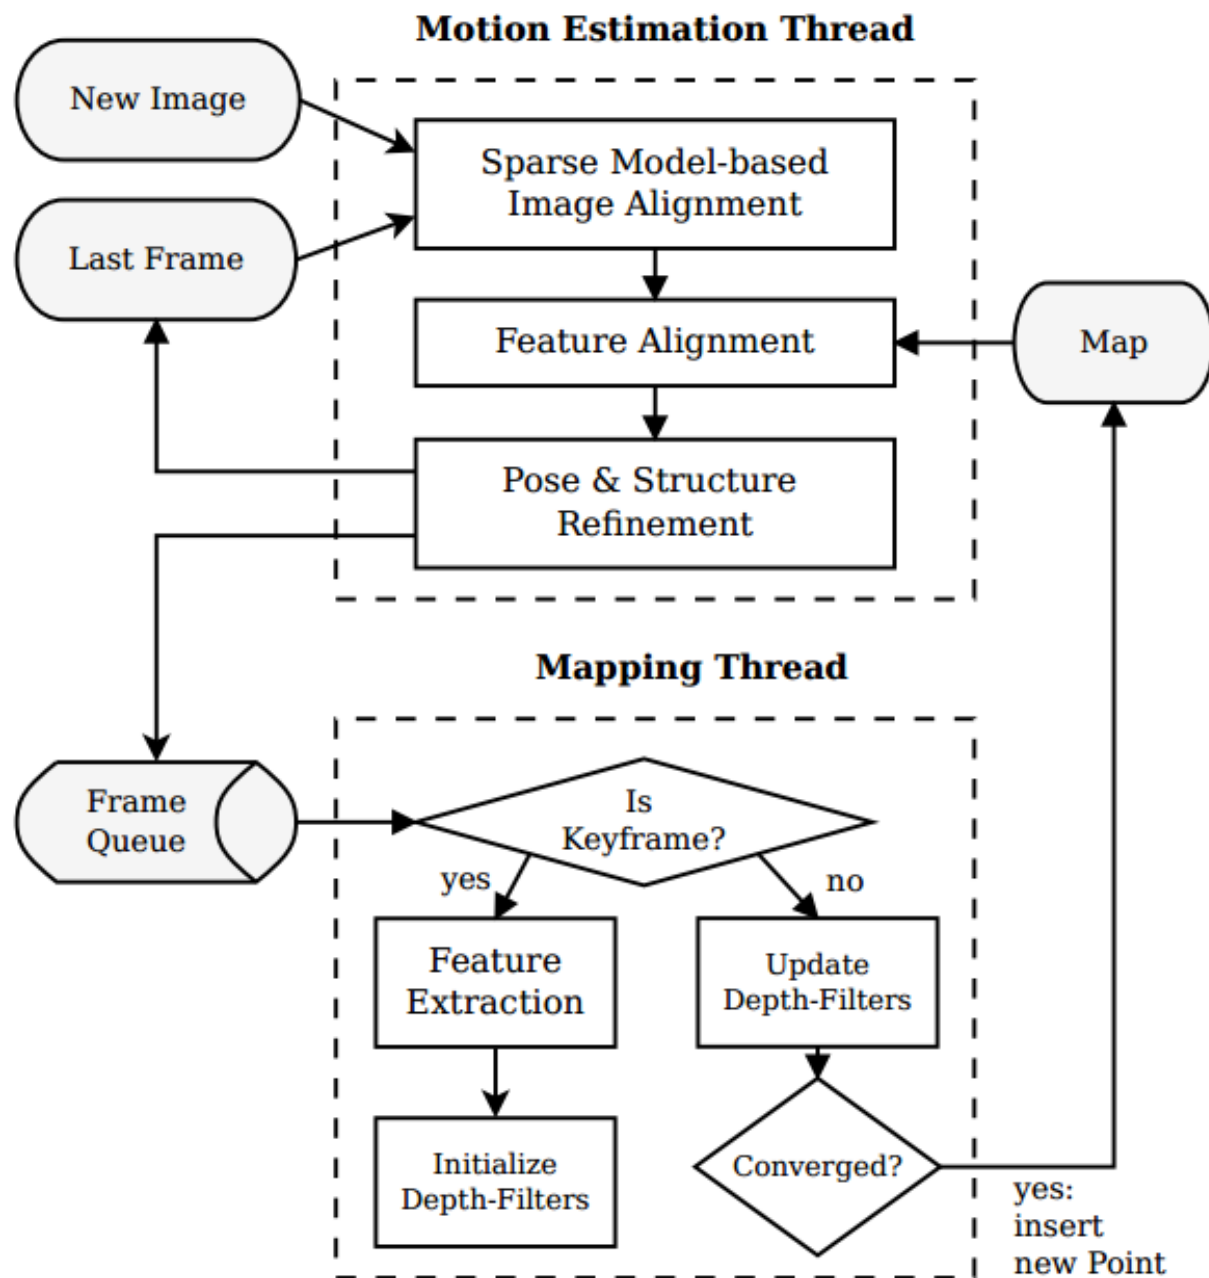 Motion Estimation Thread
New Image
Sparse Model-based
Image Alignment
Last Frame
Feature Alignment
Map
Pose & Structure
Refinement
Mapping Thread
Frame
Queue
Is
Keyframe?
yes
no
Feature
Extraction
Update
Depth-Filters
Initialize
Depth-Filters
Converged?
yes:
insert
new Point